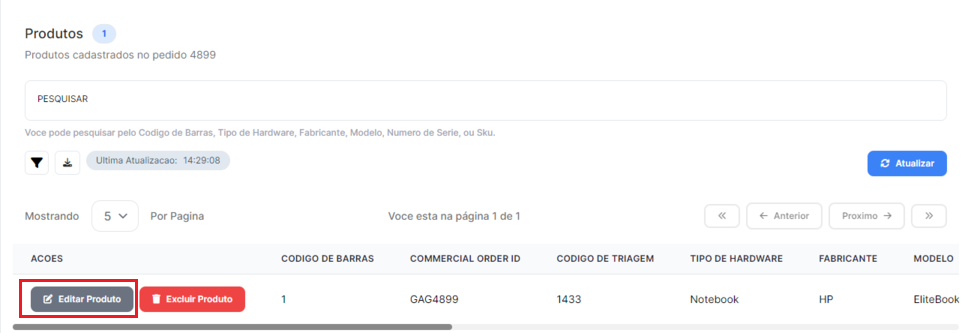 Produtos 1
Produtos cadastrados no pedido 4899
PESQUISAR
Voce pode pesquisar pelo Codigo de Barras, Tipo de Hardware, Fabricante, Modelo, Numero de Serie, ou Sku.
Ultima Atualizacao: 14:29:08 Atualizar
Mostrando 5 Por Pagina Voce esta na página 1 de 1 « ← Anterior Proximo → »
ACOES CODIGO DE BARRAS COMMERCIAL ORDER ID CODIGO DE TRIAGEM TIPO DE HARDWARE FABRICANTE MODELO
Editar Produto Excluir Produto 1 GAG4899 1433 Notebook HP EliteBook